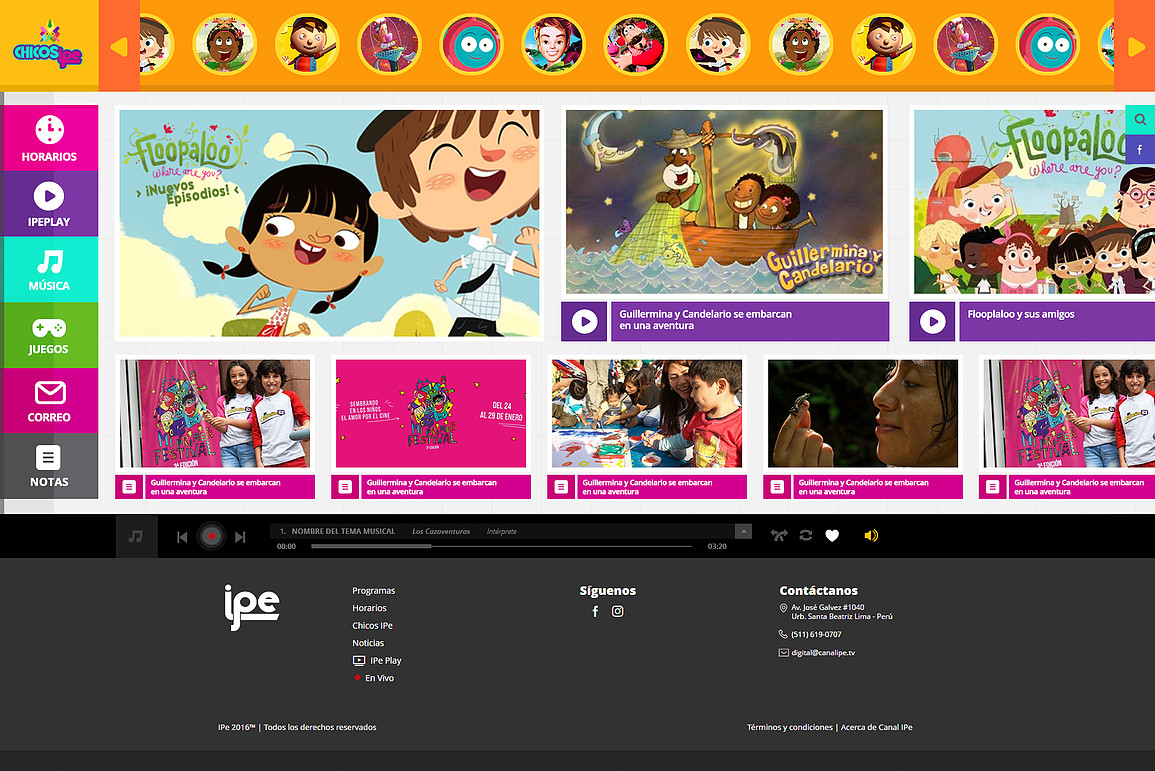 CHICOS ipe
HORARIOS
IPEPLAY
MÚSICA
JUEGOS
CORREO
NOTAS
Floopaloo
where are you?
› ¡Nuevos
Episodios! ‹
Guillermina y
Candelario
Guillermina y Candelario se embarcan
en una aventura
Floopaloo
where are you?
f
Flooplaloo y sus amigos
FESTIVAL
3ª EDICIÓN
Guillermina y Candelario se embarcan
en una aventura
SEMBRANDO
EN LOS NIÑOS
EL AMOR POR EL CINE
MI PRIMER
FESTIVAL
DEL 24
AL 29 DE ENERO
Guillermina y Candelario se embarcan
en una aventura
Guillermina y Candelario se embarcan
en una aventura
Guillermina y Candelario se embarcan
en una aventura
FESTIVAL
3ª EDICIÓN
Guillermina y Candelario se embarcan
en una aventura
1. NOMBRE DEL TEMA MUSICAL Los Cazaventuras Intérprete
00:00 03:20
ipe
Programas
Horarios
Chicos IPe
Noticias
IPe Play
En Vivo
Síguenos
Contáctanos
Av. José Galvez #1040
Urb. Santa Beatriz Lima - Perú
(511) 619-0707
digital@canalipe.tv
IPe 2016™ | Todos los derechos reservados
Términos y condiciones | Acerca de Canal IPe